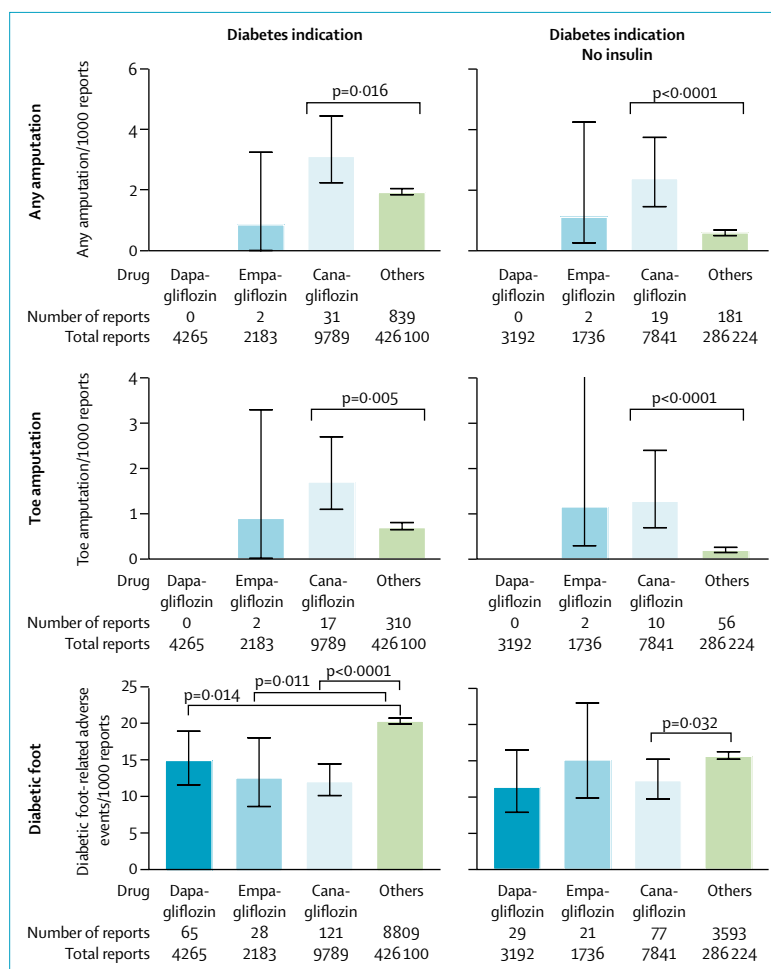 Diabetes indication
Diabetes indication
No insulin
Any amputation
Any amputation/1000 reports
6
4
2
0
p=0·016
p<0·0001
Drug
Dapa-
gliflozin
Empa-
gliflozin
Cana-
gliflozin
Others
Dapa-
gliflozin
Empa-
gliflozin
Cana-
gliflozin
Others
Number of reports 0 2 31 839 0 2 19 181
Total reports 4265 2183 9789 426 100 3192 1736 7841 286 224
Toe amputation
Toe amputation/1000 reports
4
3
2
1
0
p=0·005
p<0·0001
Drug
Dapa-
gliflozin
Empa-
gliflozin
Cana-
gliflozin
Others
Dapa-
gliflozin
Empa-
gliflozin
Cana-
gliflozin
Others
Number of reports 0 2 17 310 0 2 10 56
Total reports 4265 2183 9789 426 100 3192 1736 7841 286 224
Diabetic foot
Diabetic foot-related adverse
events/1000 reports
25
20
15
10
5
0
p<0·0001
p=0·011
p=0·014
p=0·032
Drug
Dapa-
gliflozin
Empa-
gliflozin
Cana-
gliflozin
Others
Dapa-
gliflozin
Empa-
gliflozin
Cana-
gliflozin
Others
Number of reports 65 28 121 8809 29 21 77 3593
Total reports 4265 2183 9789 426 100 3192 1736 7841 286 224